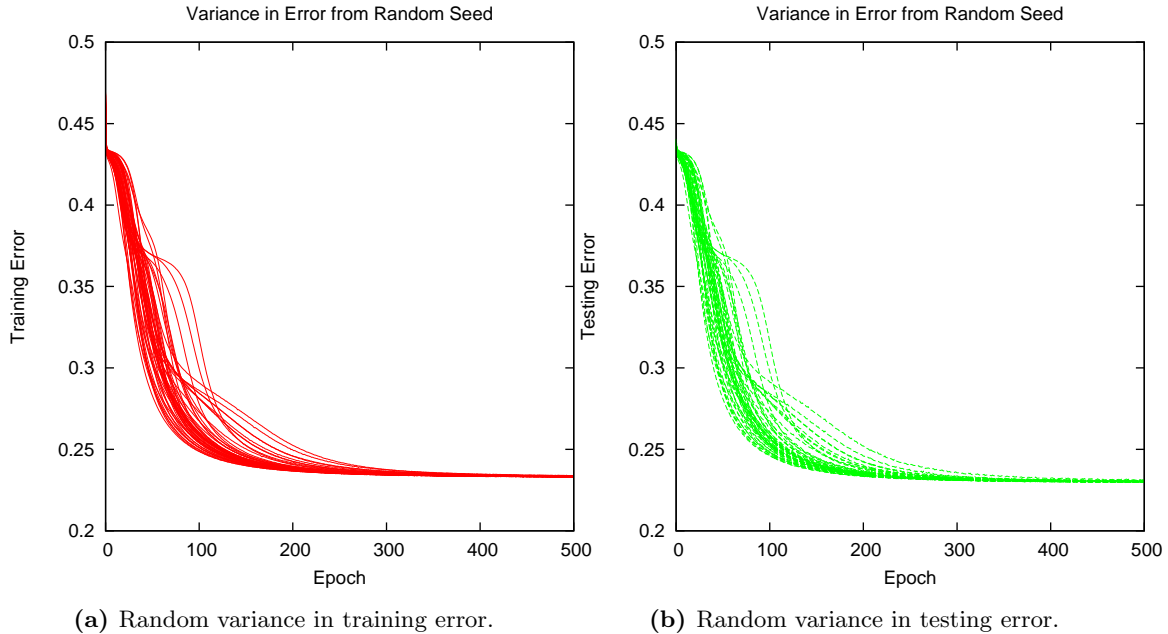 Variance in Error from Random Seed
0.5
0.45
0.4
0.35
0.3
0.25
0.2
Training Error
0 100 200 300 400 500
Epoch
(a) Random variance in training error.
Variance in Error from Random Seed
0.5
0.45
0.4
0.35
0.3
0.25
0.2
Testing Error
0 100 200 300 400 500
Epoch
(b) Random variance in testing error.